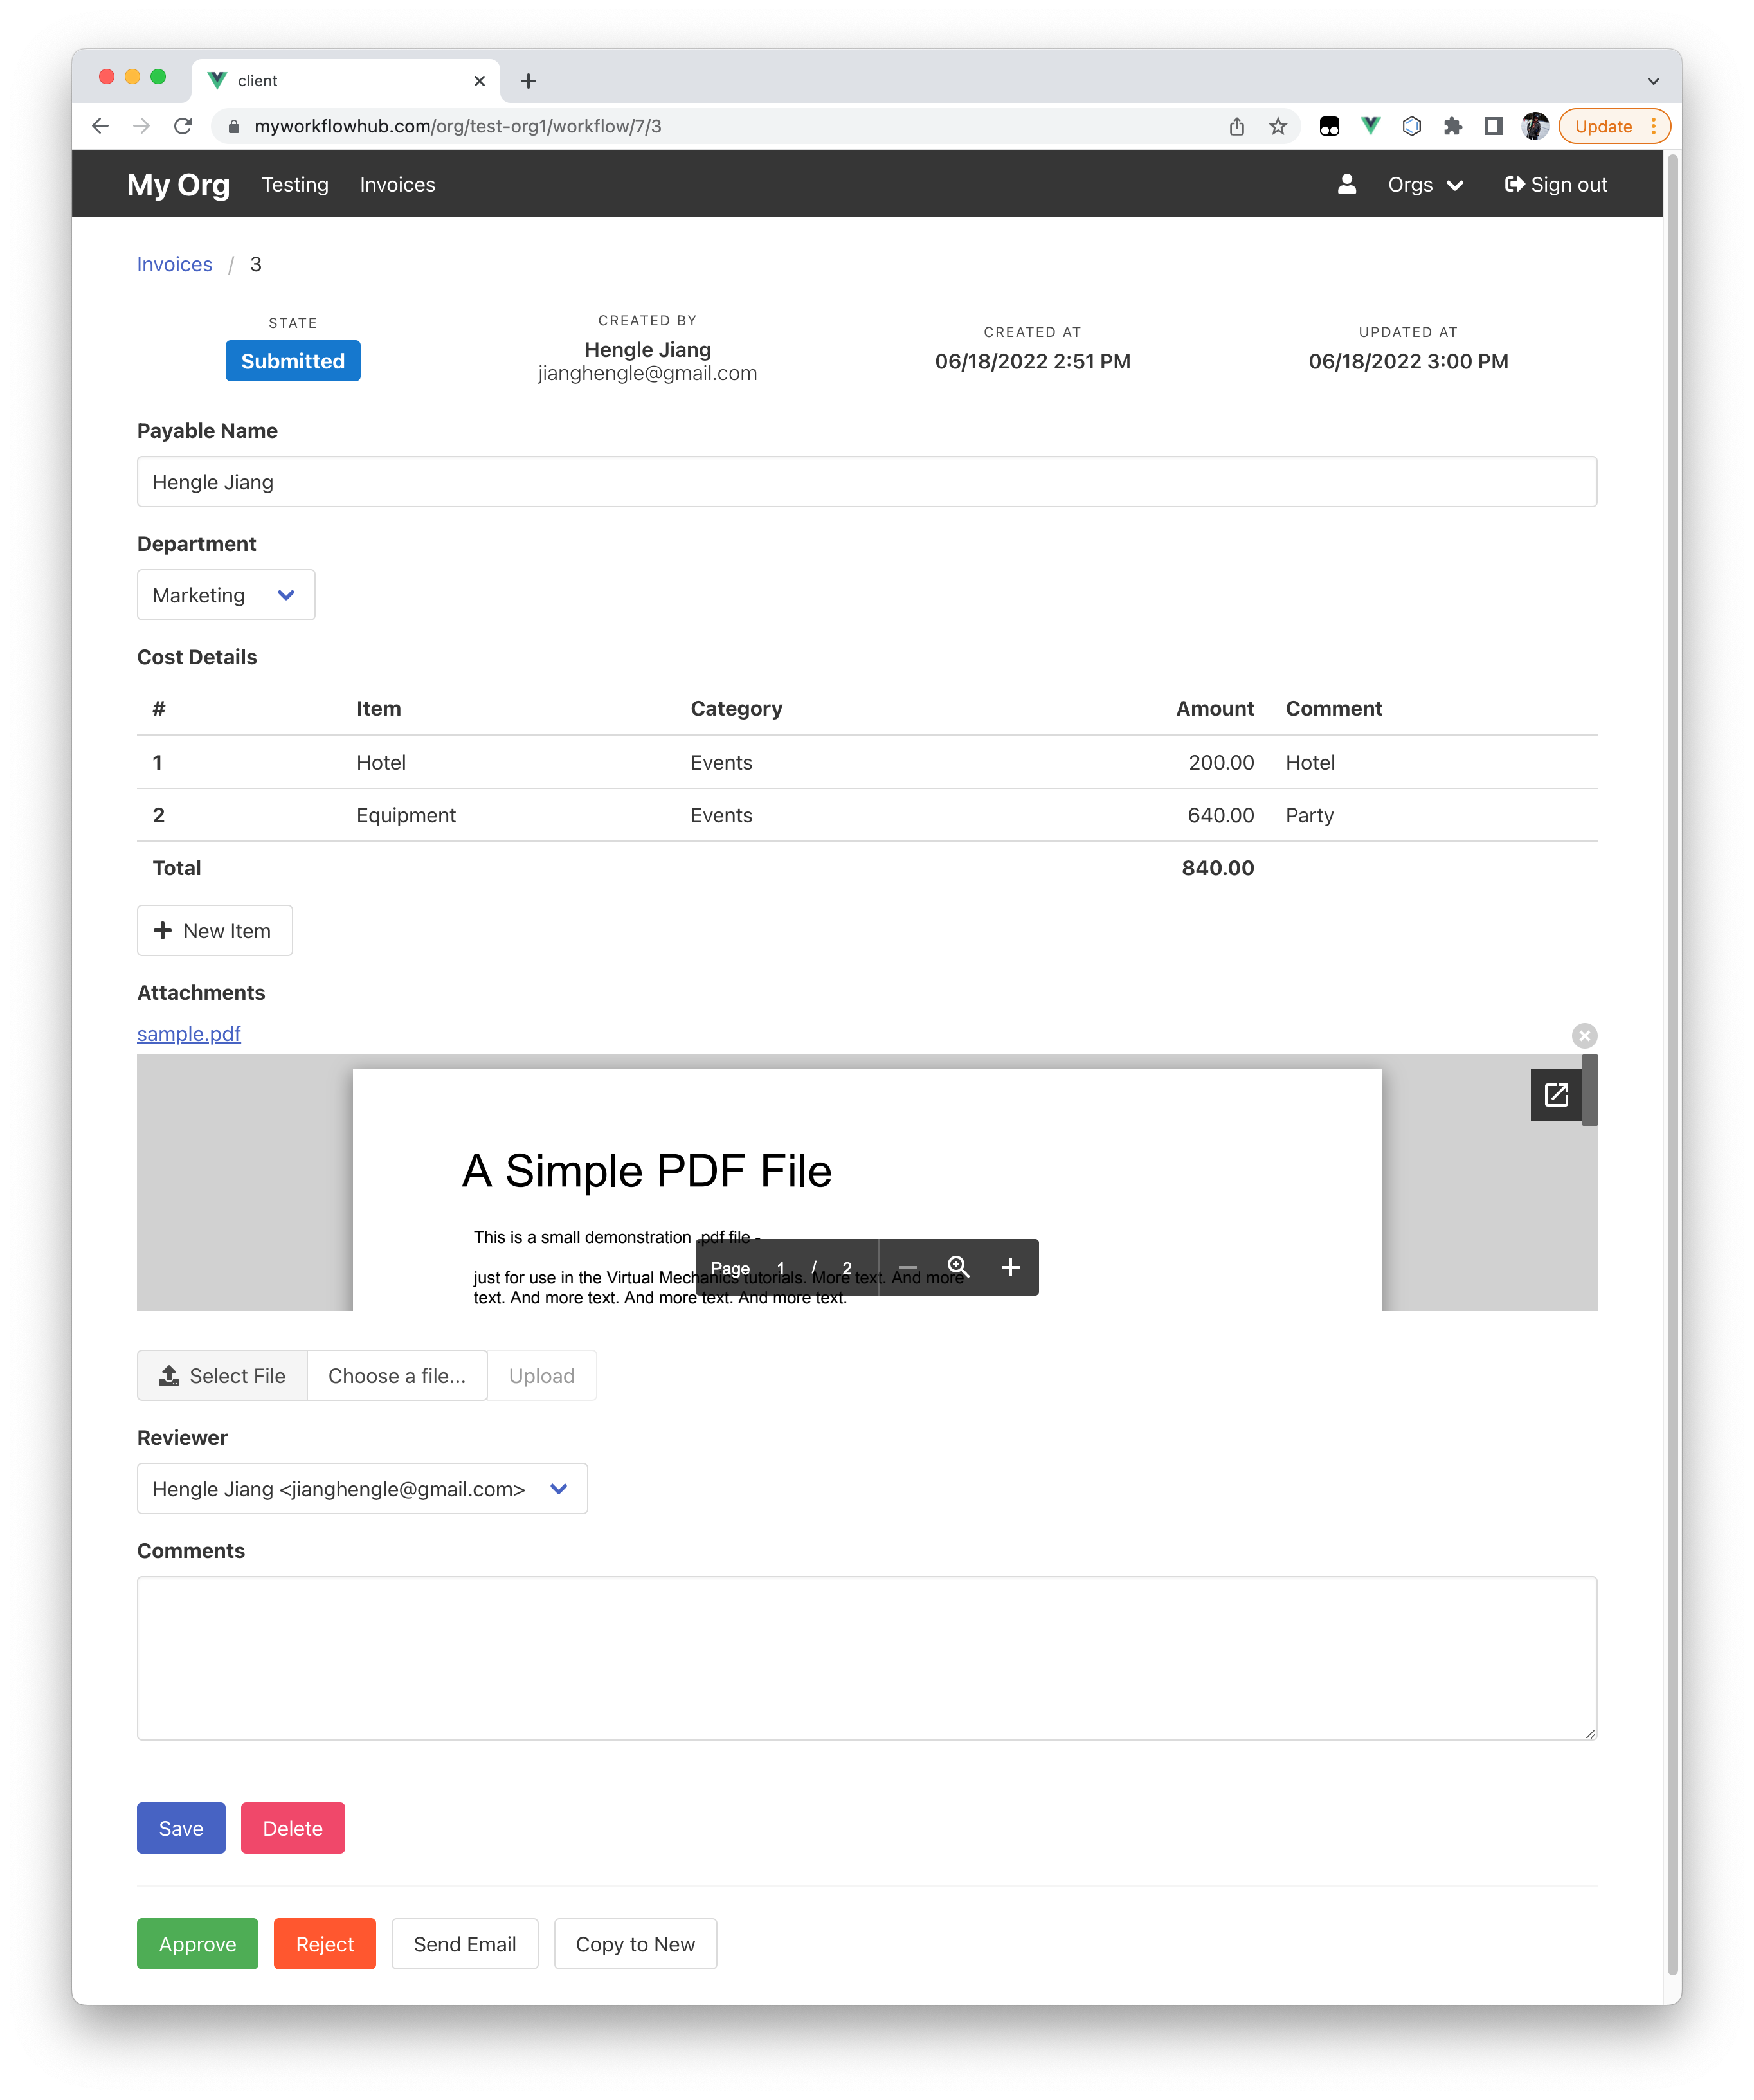 client
myworkflowhub.com/org/test-org1/workflow/7/3
Update
My Org Testing Invoices Orgs Sign out
Invoices / 3
STATE CREATED BY CREATED AT UPDATED AT
Submitted Hengle Jiang 06/18/2022 2:51 PM 06/18/2022 3:00 PM
jianghengle@gmail.com
Payable Name
Hengle Jiang
Department
Marketing
Cost Details
# Item Category Amount Comment
1 Hotel Events 200.00 Hotel
2 Equipment Events 640.00 Party
Total 840.00
New Item
Attachments
sample.pdf
A Simple PDF File
This is a small demonstration .pdf file -
just for use in the Virtual Mechanics tutorials. More text. And more
text. And more text. And more text. And more text.
Page 1 / 2
Select File Choose a file... Upload
Reviewer
Hengle Jiang <jianghengle@gmail.com>
Comments
Save Delete
Approve Reject Send Email Copy to New